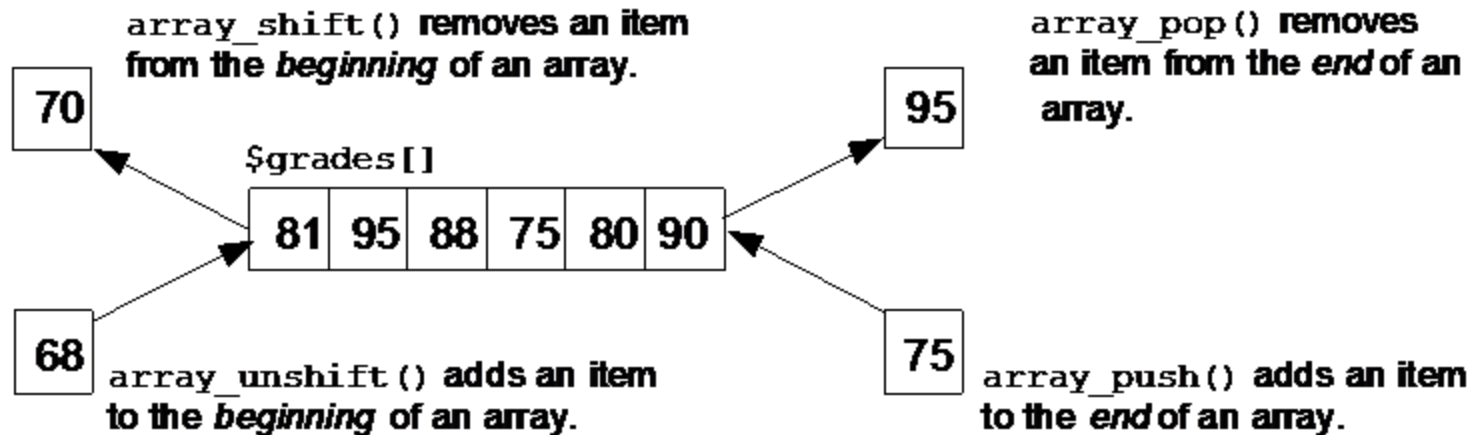 array_shift() removes an item
from the beginning of an array.
70
array_pop() removes
an item from the end of an
array.
95
$grades[]
81 95 88 75 80 90
68
array_unshift() adds an item
to the beginning of an array.
75
array_push() adds an item
to the end of an array.